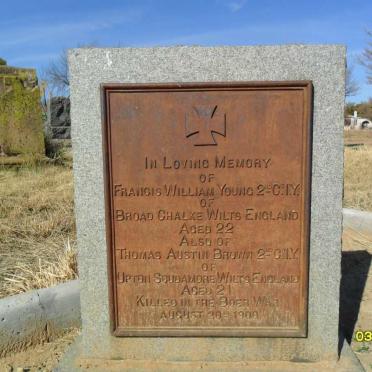 In Loving Memory
of
Francis William Young 2nd C.I.Y.
of
Broad Chalke Wilts England
Aged 22
Also of
Thomas Austin Brown 2nd C.I.Y.
of
Upton Scudamore Wilts England
Aged 21
Killed in the Boer War
August 30th 1900
03